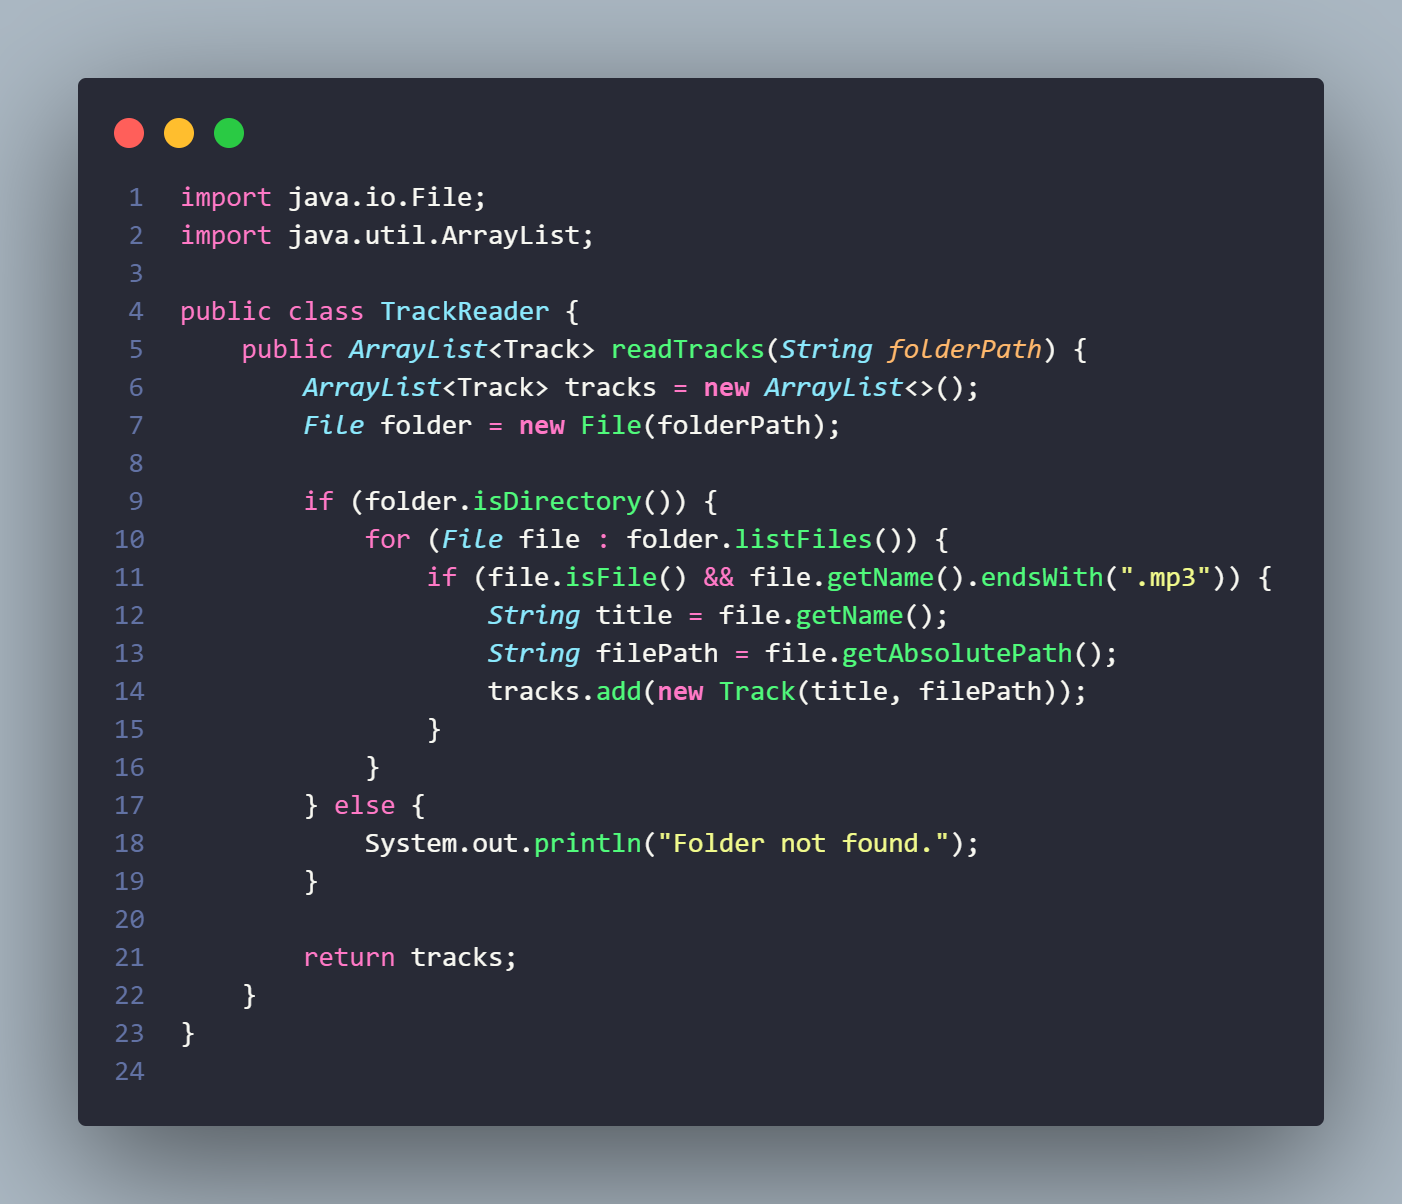 1 import java.io.File;
2 import java.util.ArrayList;
3
4 public class TrackReader {
5     public ArrayList<Track> readTracks(String folderPath) {
6         ArrayList<Track> tracks = new ArrayList<>();
7         File folder = new File(folderPath);
8
9         if (folder.isDirectory()) {
10             for (File file : folder.listFiles()) {
11                 if (file.isFile() && file.getName().endsWith(".mp3")) {
12                     String title = file.getName();
13                     String filePath = file.getAbsolutePath();
14                     tracks.add(new Track(title, filePath));
15                 }
16             }
17         } else {
18             System.out.println("Folder not found.");
19         }
20
21         return tracks;
22     }
23 }
24